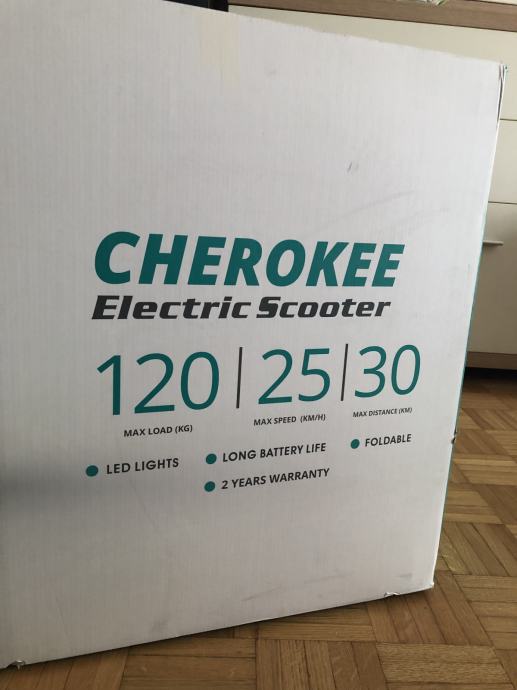 CHEROKEE
Electric Scooter
120 | 25 | 30
MAX LOAD (KG) MAX SPEED (KM/H) MAX DISTANCE (KM)
LED LIGHTS LONG BATTERY LIFE FOLDABLE
2 YEARS WARRANTY